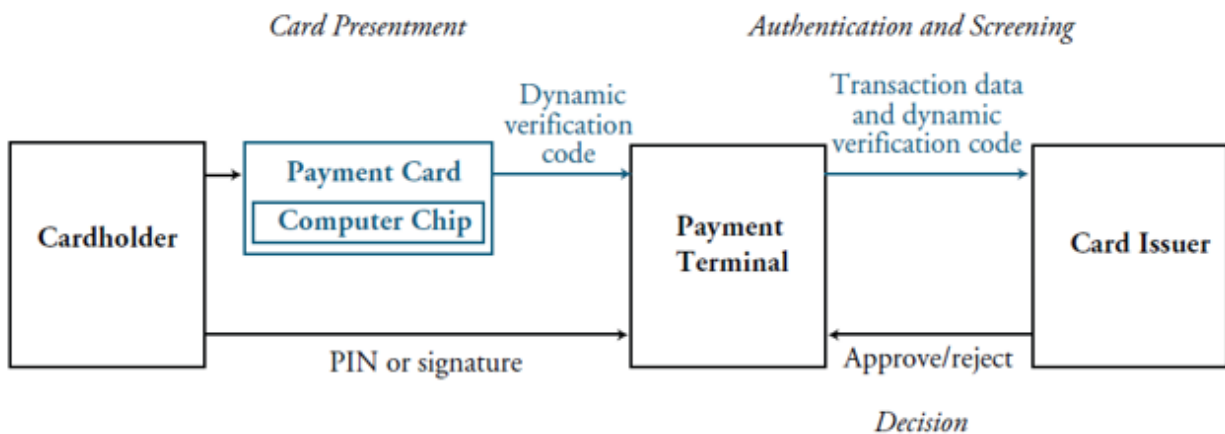 Card Presentment
Authentication and Screening
Dynamic
verification
code
Transaction data
and dynamic
verification code
Cardholder
Payment Card
Computer Chip
Payment
Terminal
Card Issuer
PIN or signature
Approve/reject
Decision